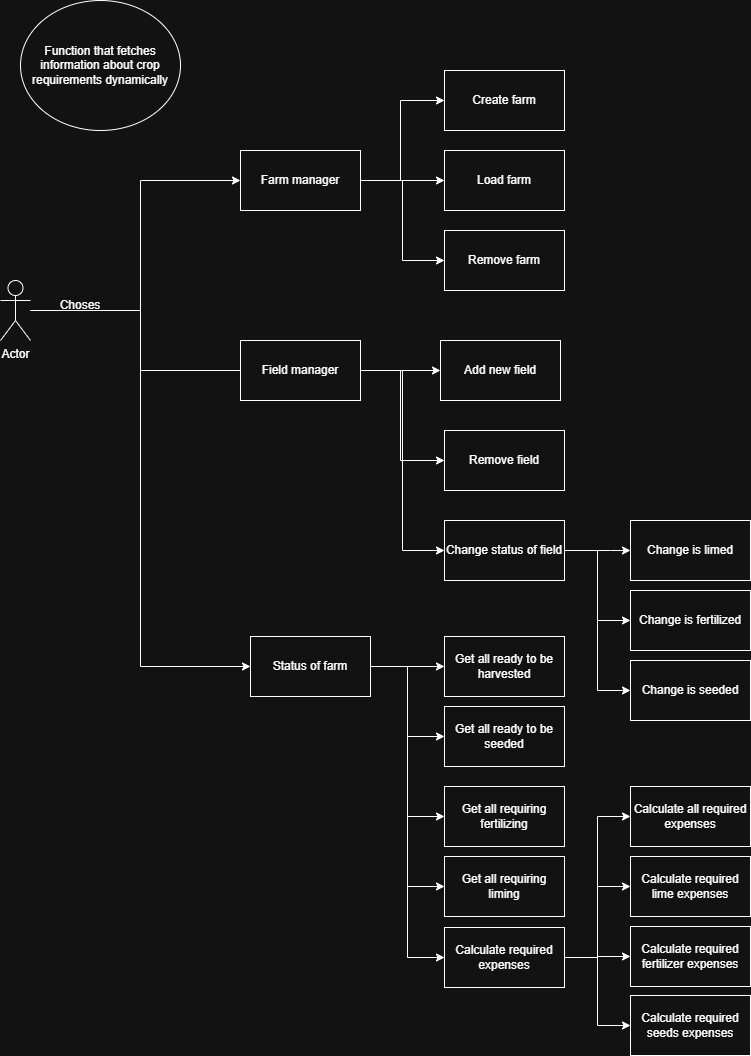 Function that fetches
information about crop
requirements dynamically
Create farm
Farm manager
Load farm
Remove farm
Choses
Actor
Field manager
Add new field
Remove field
Change status of field
Change is limed
Change is fertilized
Change is seeded
Status of farm
Get all ready to be
harvested
Get all ready to be
seeded
Get all requiring
fertilizing
Get all requiring
liming
Calculate required
expenses
Calculate all required
expenses
Calculate required
lime expenses
Calculate required
fertilizer expenses
Calculate required
seeds expenses